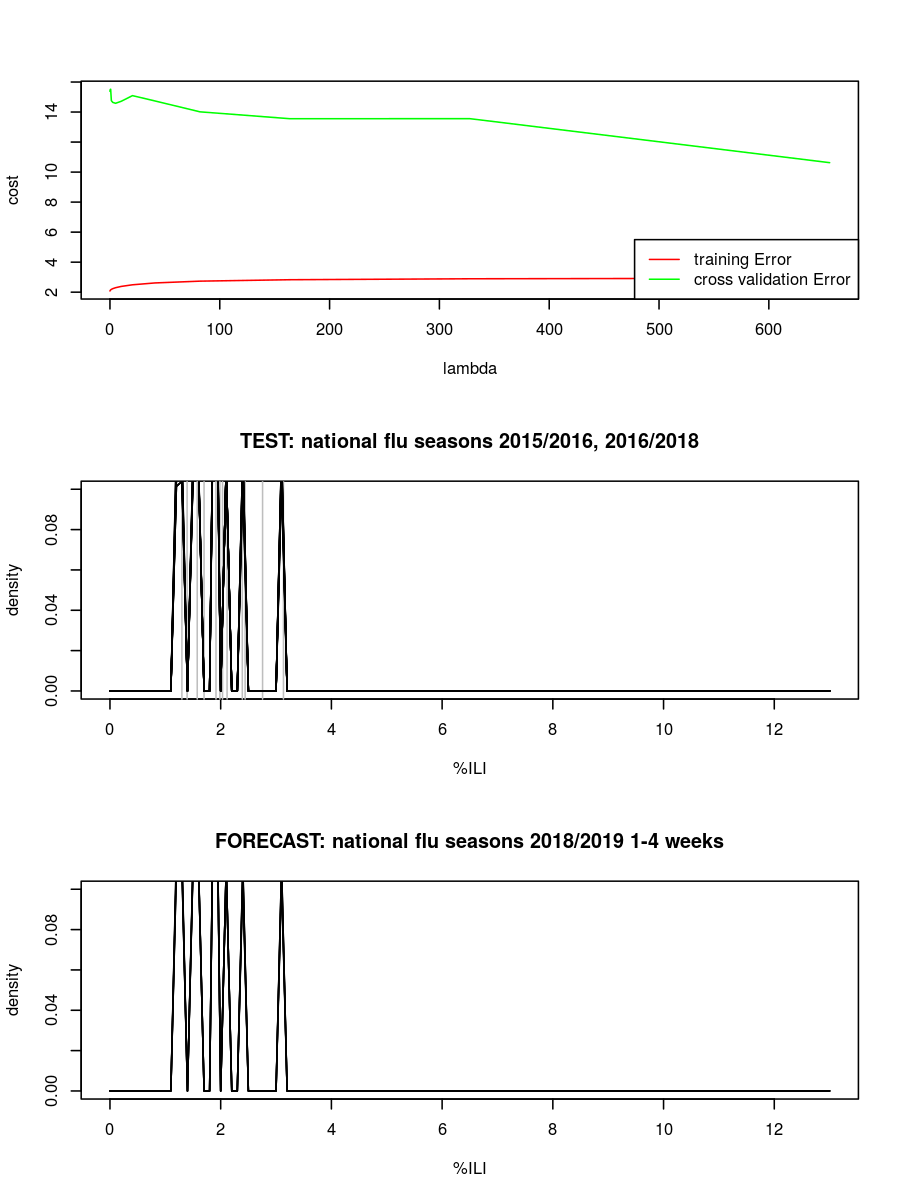 cost
14
10
8
6
4
2
training Error
cross validation Error
0 100 200 300 400 500 600
lambda
TEST: national flu seasons 2015/2016, 2016/2018
density
0.08
0.04
0.00
0 2 4 6 8 10 12
%ILI
FORECAST: national flu seasons 2018/2019 1-4 weeks
density
0.08
0.04
0.00
0 2 4 6 8 10 12
%ILI